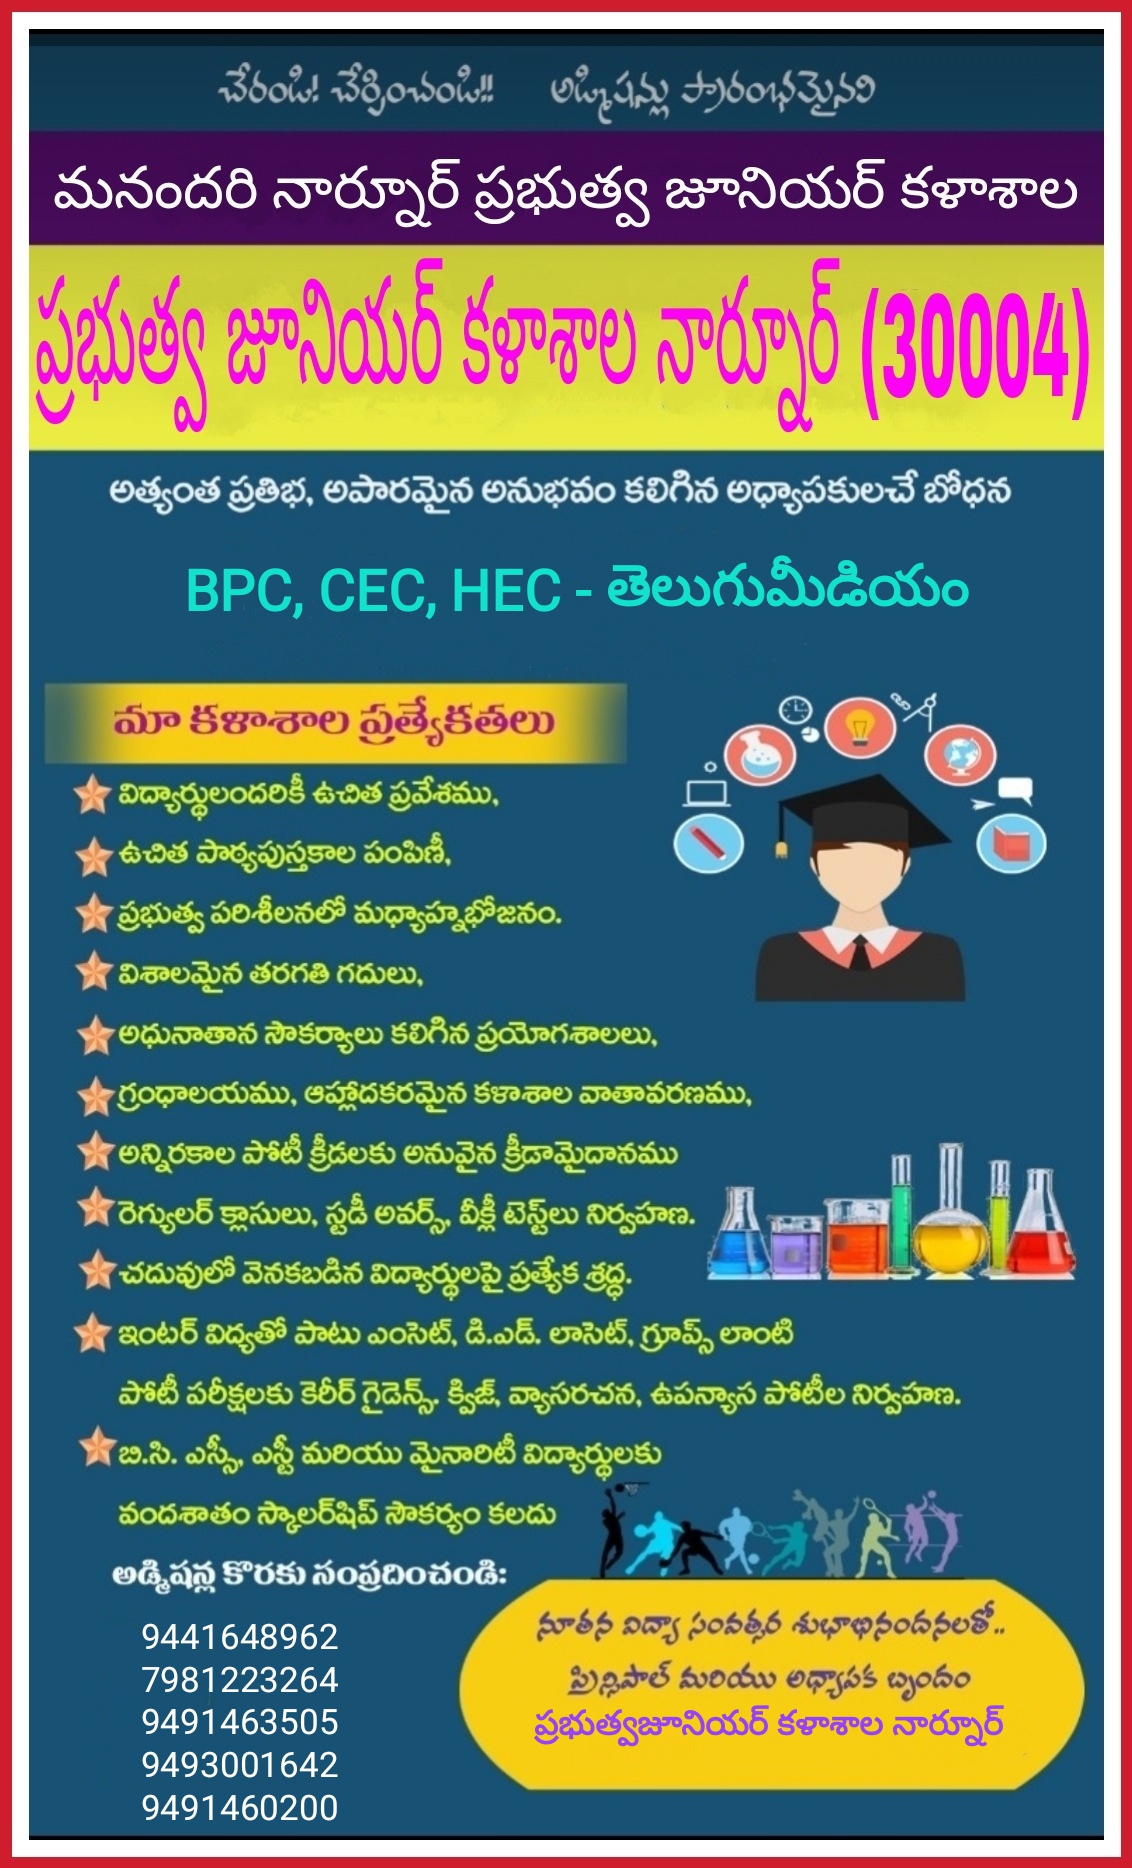 చేరండి! చేర్పించండి!! అడ్మిషన్లు ప్రారంభమైనవి
మనందరి నార్నూర్ ప్రభుత్వ జూనియర్ కళాశాల
ప్రభుత్వ జూనియర్ కళాశాల నార్నూర్ (30004)
అత్యంత ప్రతిభ, అపారమైన అనుభవం కలిగిన అధ్యాపకులచే బోధన
BPC, CEC, HEC - తెలుగుమీడియం
మా కళాశాల ప్రత్యేకతలు
విద్యార్థులందరికీ ఉచిత ప్రవేశము,
ఉచిత పాఠ్యపుస్తకాల పంపిణీ,
ప్రభుత్వ పరిశీలనలో మధ్యాహ్నభోజనం.
విశాలమైన తరగతి గదులు,
అధునాతాన సౌకర్యాలు కలిగిన ప్రయోగశాలలు,
గ్రంధాలయము, ఆహ్లాదకరమైన కళాశాల వాతావరణము,
అన్నిరకాల పోటీ క్రీడలకు అనువైన క్రీడామైదానము
రెగ్యులర్ క్లాసులు, స్టడీ అవర్స్, వీక్లీ టెస్ట్‌లు నిర్వహణ.
చదువులో వెనకబడిన విద్యార్థులపై ప్రత్యేక శ్రద్ధ.
ఇంటర్ విద్యతో పాటు ఎంసెట్, డి.ఎడ్. లాసెట్, గ్రూప్స్ లాంటి
పోటీ పరీక్షలకు కెరీర్ గైడెన్స్. క్విజ్, వ్యాసరచన, ఉపన్యాస పోటీల నిర్వహణ.
బి.సి. ఎస్సీ, ఎస్టీ మరియు మైనారిటీ విద్యార్థులకు
వందశాతం స్కాలర్‌షిప్ సౌకర్యం కలదు
అడ్మిషన్ల కొరకు సంప్రదించండి:
9441648962
7981223264
9491463505
9493001642
9491460200
నూతన విద్యా సంవత్సర శుభాభినందనలతో..
ప్రిన్సిపాల్ మరియు అధ్యాపక బృందం
ప్రభుత్వజూనియర్ కళాశాల నార్నూర్